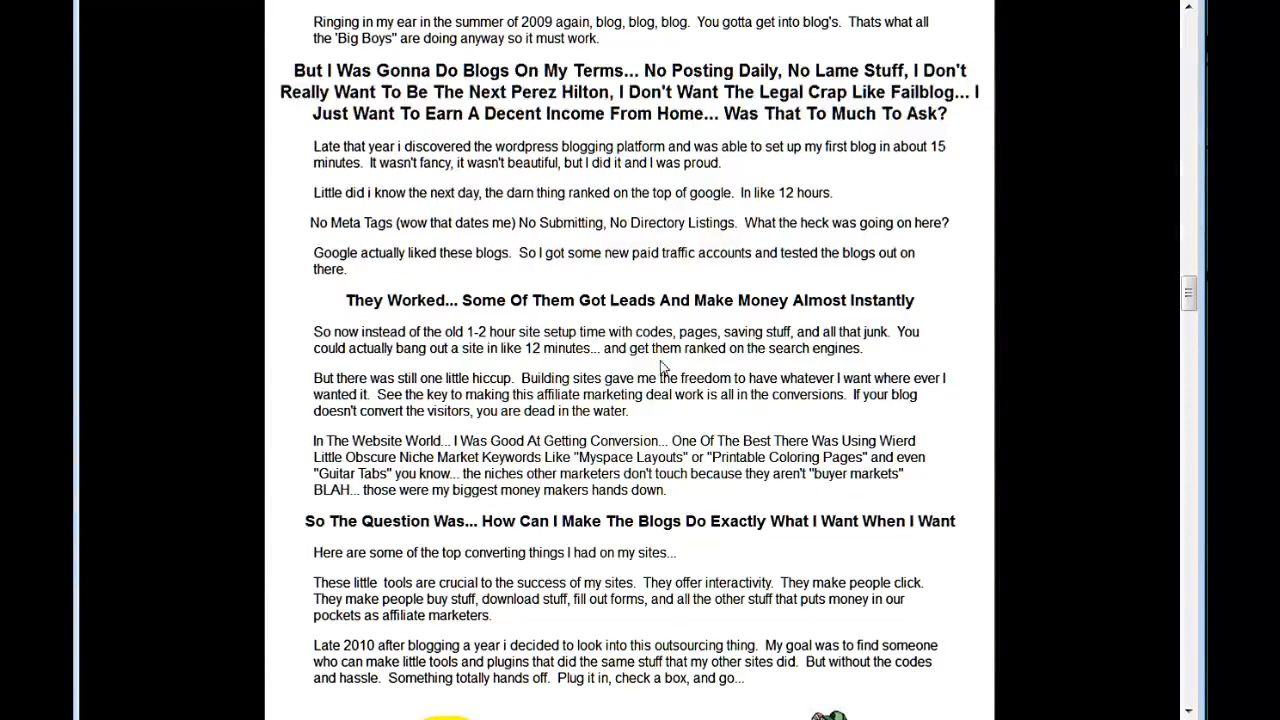 Ringing in my ear in the summer of 2009 again, blog, blog, blog.  You gotta get into blog's.  Thats what all
the 'Big Boys" are doing anyway so it must work.
But I Was Gonna Do Blogs On My Terms... No Posting Daily, No Lame Stuff, I Don't
Really Want To Be The Next Perez Hilton, I Don't Want The Legal Crap Like Failblog... I
Just Want To Earn A Decent Income From Home... Was That To Much To Ask?
Late that year i discovered the wordpress blogging platform and was able to set up my first blog in about 15
minutes.  It wasn't fancy, it wasn't beautiful, but I did it and I was proud.
Little did i know the next day, the darn thing ranked on the top of google.  In like 12 hours.
No Meta Tags (wow that dates me) No Submitting, No Directory Listings.  What the heck was going on here?
Google actually liked these blogs.  So I got some new paid traffic accounts and tested the blogs out on
there.
They Worked... Some Of Them Got Leads And Make Money Almost Instantly
So now instead of the old 1-2 hour site setup time with codes, pages, saving stuff, and all that junk.  You
could actually bang out a site in like 12 minutes... and get them ranked on the search engines.
But there was still one little hiccup.  Building sites gave me the freedom to have whatever I want where ever I
wanted it.  See the key to making this affiliate marketing deal work is all in the conversions.  If your blog
doesn't convert the visitors, you are dead in the water.
In The Website World... I Was Good At Getting Conversion... One Of The Best There Was Using Wierd
Little Obscure Niche Market Keywords Like "Myspace Layouts" or "Printable Coloring Pages" and even
"Guitar Tabs" you know... the niches other marketers don't touch because they aren't "buyer markets"
BLAH... those were my biggest money makers hands down.
So The Question Was... How Can I Make The Blogs Do Exactly What I Want When I Want
Here are some of the top converting things I had on my sites...
These little  tools are crucial to the success of my sites.  They offer interactivity.  They make people click.
They make people buy stuff, download stuff, fill out forms, and all the other stuff that puts money in our
pockets as affiliate marketers.
Late 2010 after blogging a year i decided to look into this outsourcing thing.  My goal was to find someone
who can make little tools and plugins that did the same stuff that my other sites did.  But without the codes
and hassle.  Something totally hands off.  Plug it in, check a box, and go...